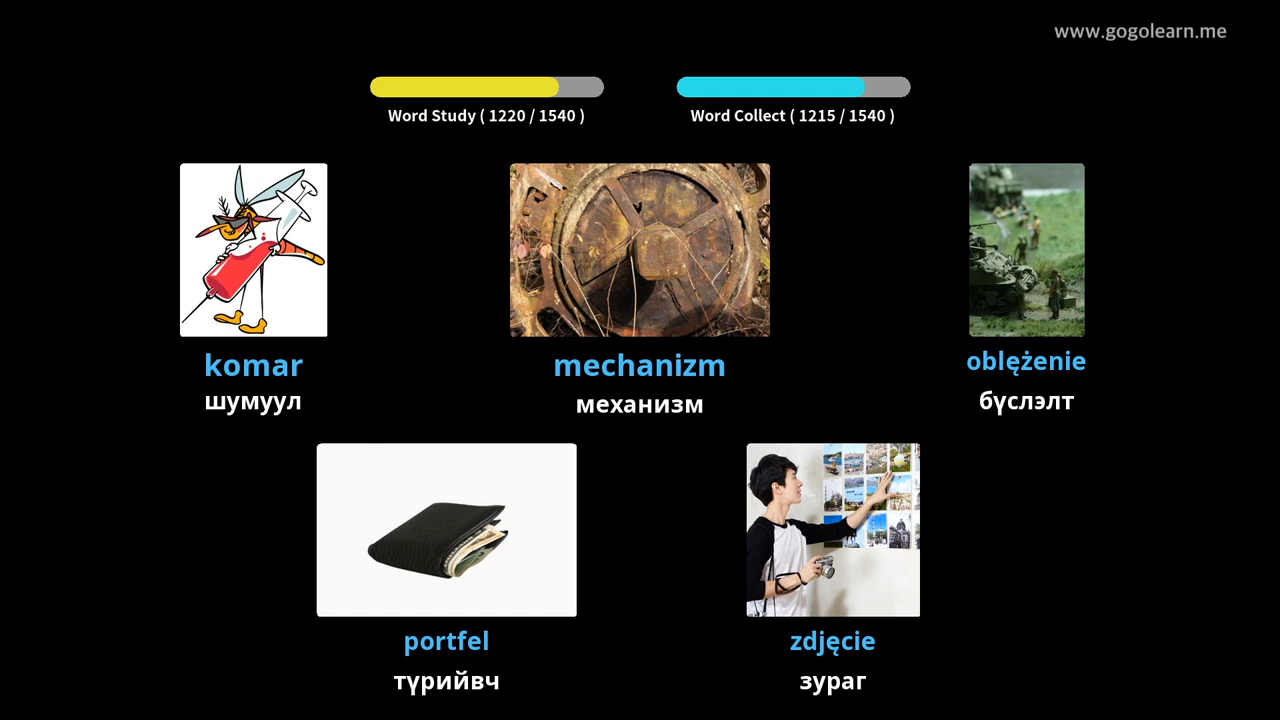 www.gogolearn.me
Word Study ( 1220 / 1540 )
Word Collect ( 1215 / 1540 )
komar
шумуул
mechanizm
механизм
oblężenie
бүслэлт
portfel
түрийвч
zdjęcie
зураг